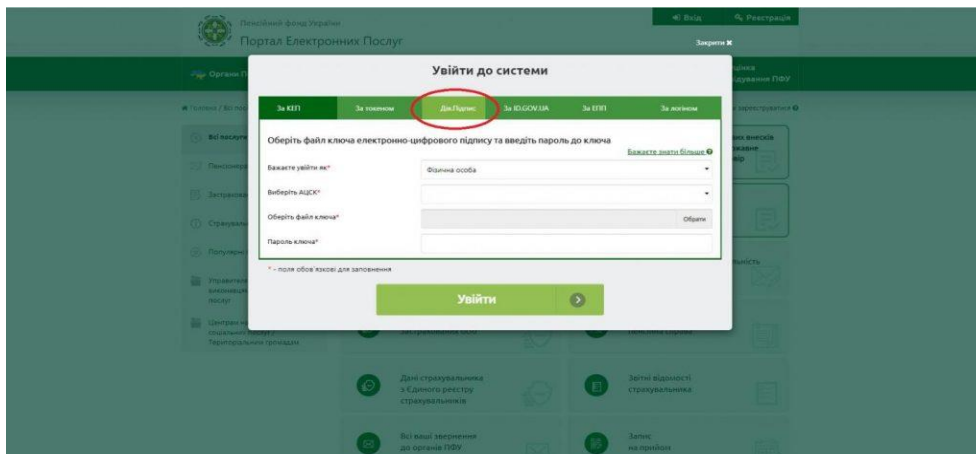 Пенсійний фонд України
Портал Електронних Послуг
Вхід
Реєстрація
Закрити ✖
Органи П
ПФУ
Увійти до системи
За КЕП
За токеном
Дія.Підпис
За ID.GOV.UA
За ЕПП
За логіном
Оберіть файл ключа електронно-цифрового підпису та введіть пароль до ключа
Бажаєте знати більше
Бажаєте увійти як*
Фізична особа
Виберіть АЦСК*
Оберіть файл ключа*
Обрати
Пароль ключа*
* - поля обов'язкові для заповнення
Увійти
Всі послуги
Територіальним громадам
Дані страхувальника
з Єдиного реєстру
страхувальників
Звітні відомості
страхувальника
Всі ваші звернення
до органів ПФУ
Запис
на прийом